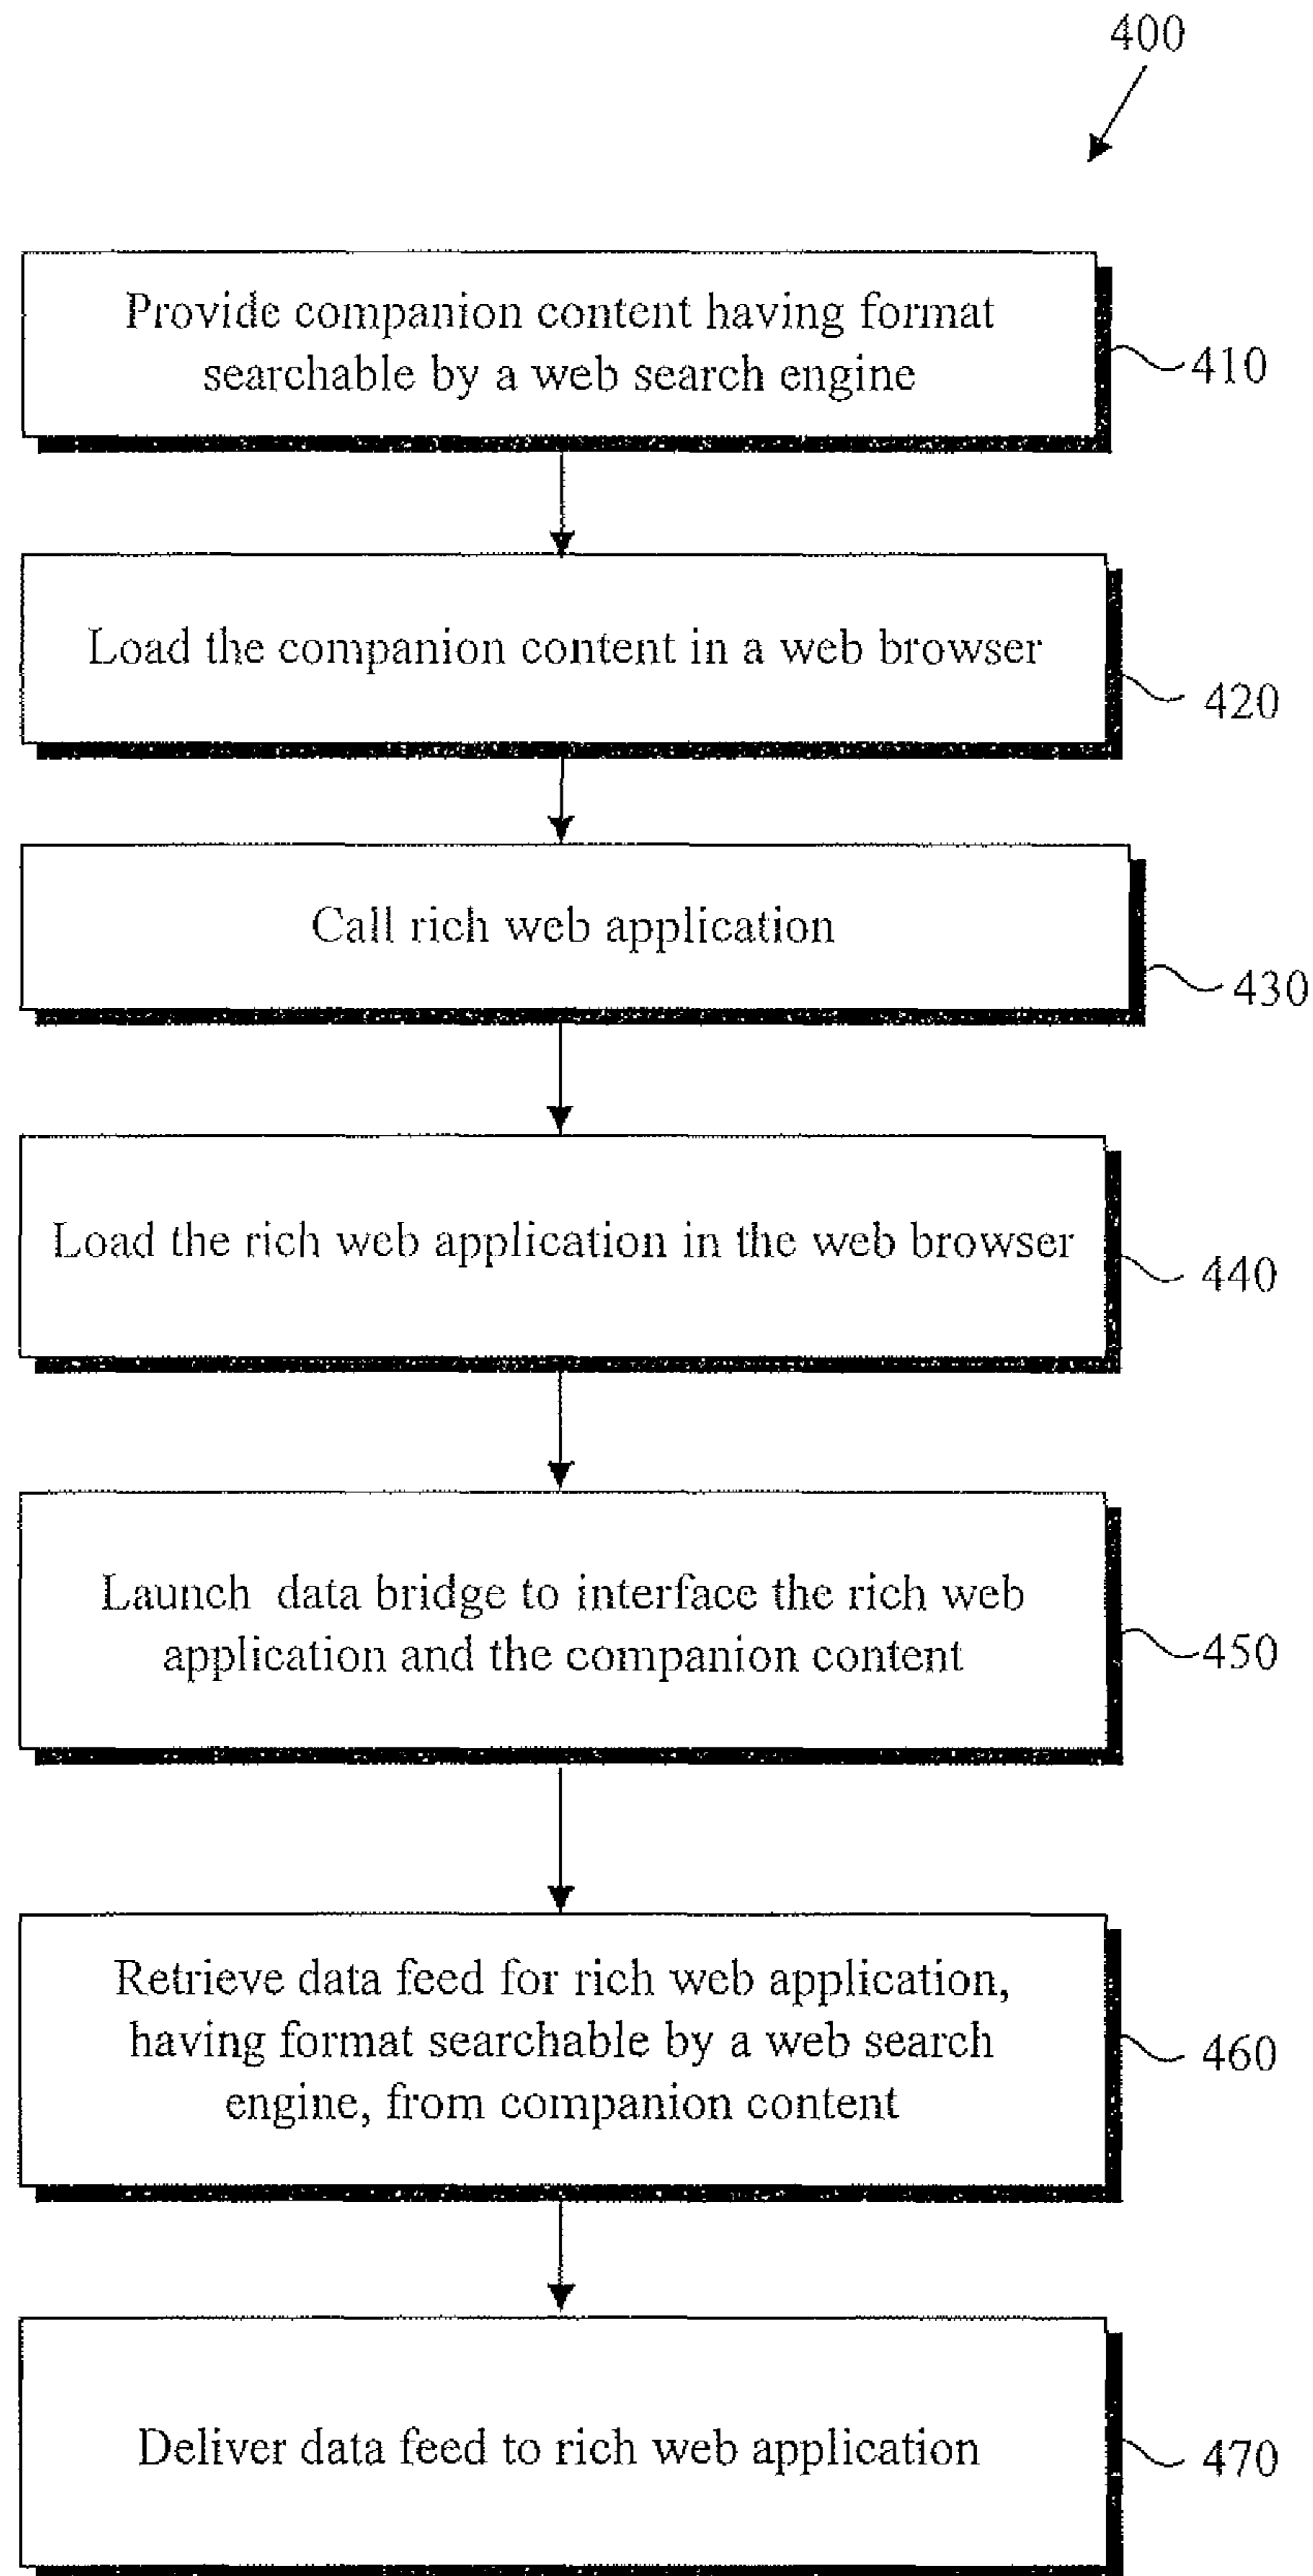 400
Provide companion content having format
searchable by a web search engine
410
Load the companion content in a web browser
420
Call rich web application
430
Load the rich web application in the web browser
440
Launch data bridge to interface the rich web
application and the companion content
450
Retrieve data feed for rich web application,
having format searchable by a web search
engine, from companion content
460
Deliver data feed to rich web application
470